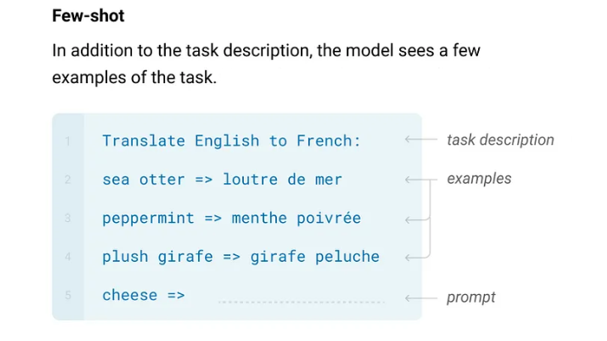 Few-shot
In addition to the task description, the model sees a few
examples of the task.
1 Translate English to French: task description
2 sea otter => loutre de mer examples
3 peppermint => menthe poivrée
4 plush girafe => girafe peluche
5 cheese => prompt